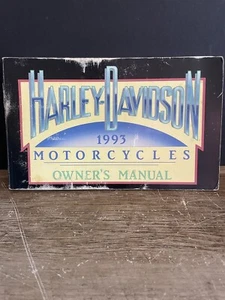 HARLEY-DAVIDSON
1993
MOTORCYCLES
OWNER'S MANUAL